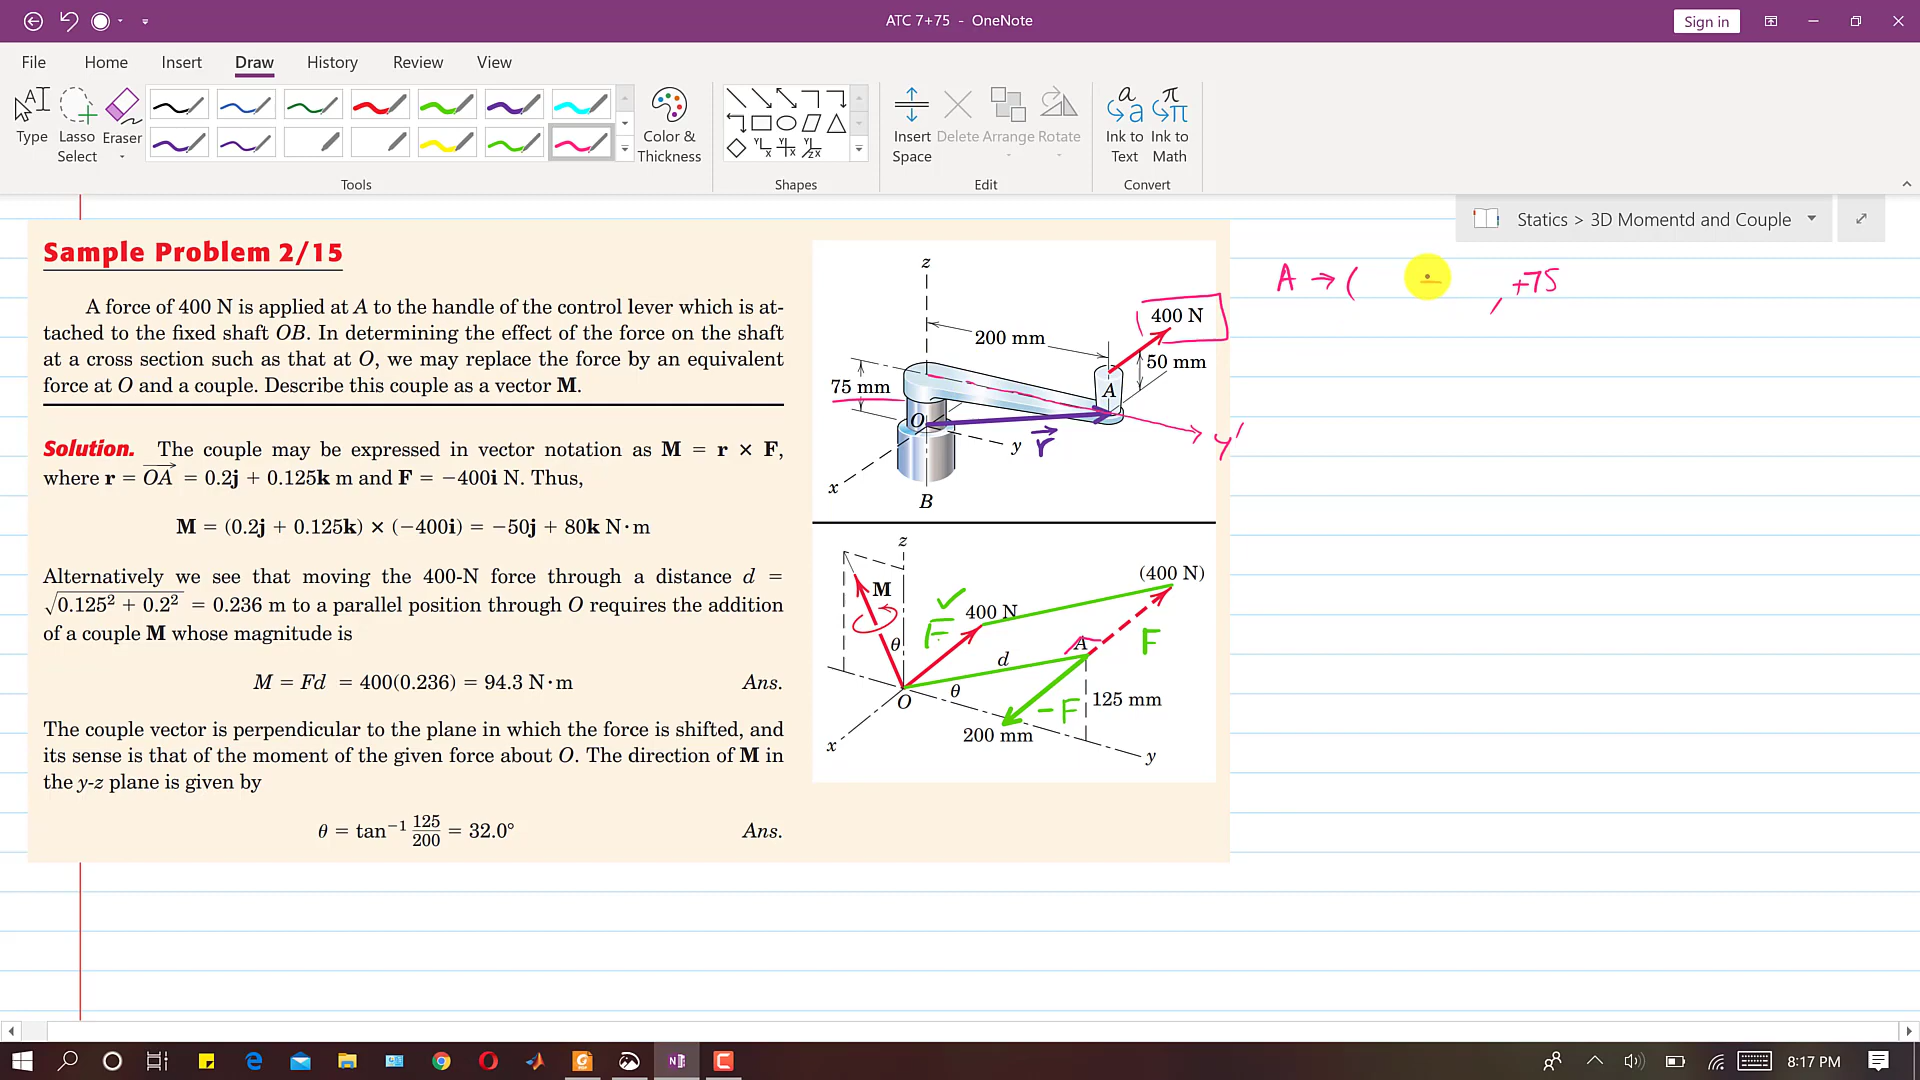 ATC 7+75 - OneNote
Sign in
File Home Insert Draw History Review View
Type
Lasso Select
Eraser
Color & Thickness
Insert Space
Delete
Arrange
Rotate
Ink to Text
Ink to Math
Tools
Shapes
Edit
Convert
Statics > 3D Momentd and Couple
Sample Problem 2/15
A force of 400 N is applied at A to the handle of the control lever which is at-
tached to the fixed shaft OB. In determining the effect of the force on the shaft
at a cross section such as that at O, we may replace the force by an equivalent
force at O and a couple. Describe this couple as a vector M.
Solution. The couple may be expressed in vector notation as M = r × F,
where r = \overrightarrow{OA} = 0.2j + 0.125k m and F = −400i N. Thus,
M = (0.2j + 0.125k) × (−400i) = −50j + 80k N·m
Alternatively we see that moving the 400-N force through a distance d =
√0.125² + 0.2² = 0.236 m to a parallel position through O requires the addition
of a couple M whose magnitude is
M = Fd = 400(0.236) = 94.3 N·m Ans.
The couple vector is perpendicular to the plane in which the force is shifted, and
its sense is that of the moment of the given force about O. The direction of M in
the y-z plane is given by
θ = tan⁻¹ 125/200 = 32.0° Ans.
z
400 N
200 mm
50 mm
75 mm
A
O
y
r
y'
x
B
z
(400 N)
M
400 N
F
θ
A
F
d
θ
O
-F
125 mm
200 mm
x
y
A → ( , +75
8:17 PM